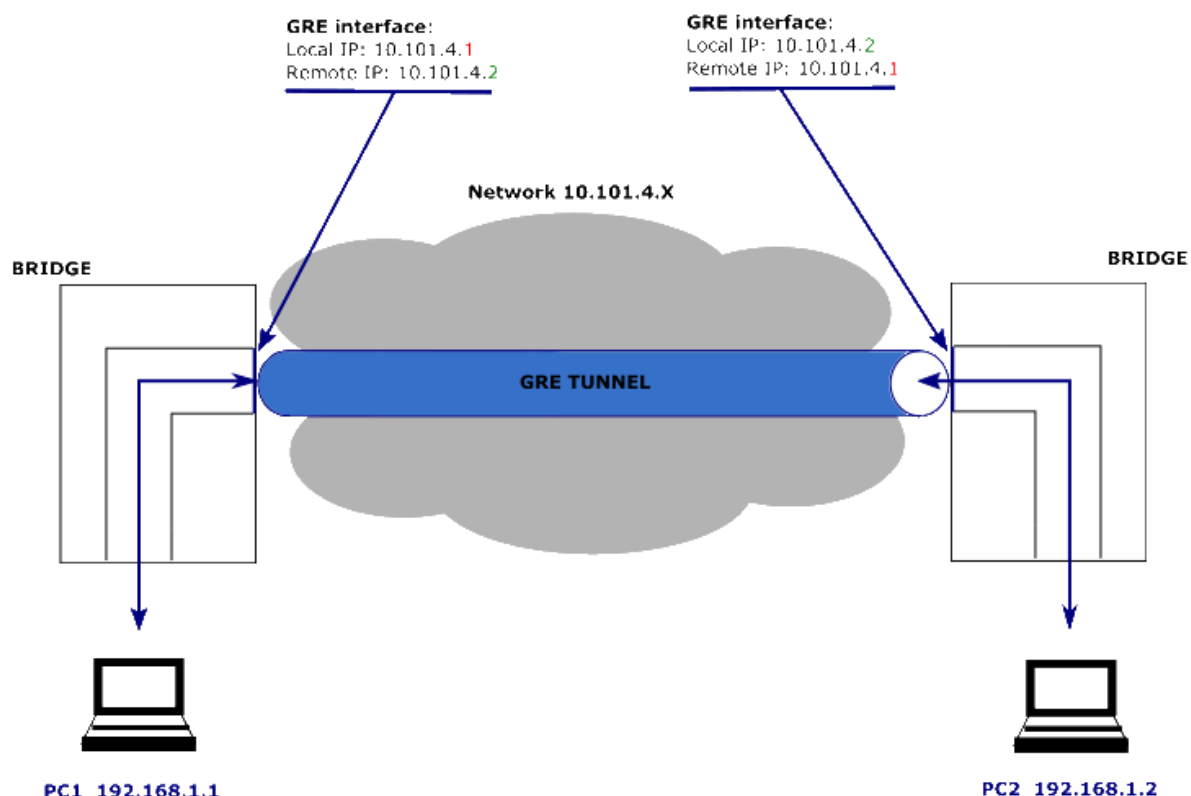 GRE interface:
Local IP: 10.101.4.1
Remote IP: 10.101.4.2
GRE interface:
Local IP: 10.101.4.2
Remote IP: 10.101.4.1
Network 10.101.4.X
BRIDGE
BRIDGE
GRE TUNNEL
PC1 192.168.1.1
PC2 192.168.1.2